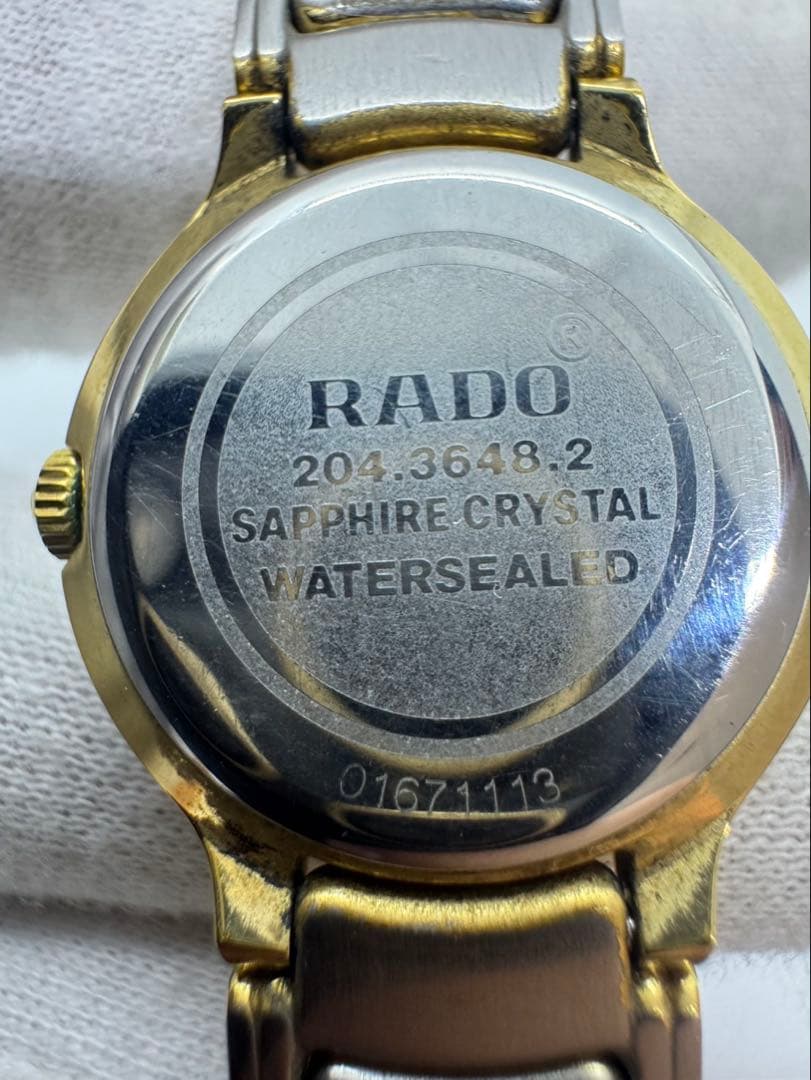 ®
RADO
204.3648.2
SAPPHIRE CRYSTAL
WATERSEALED
01671113